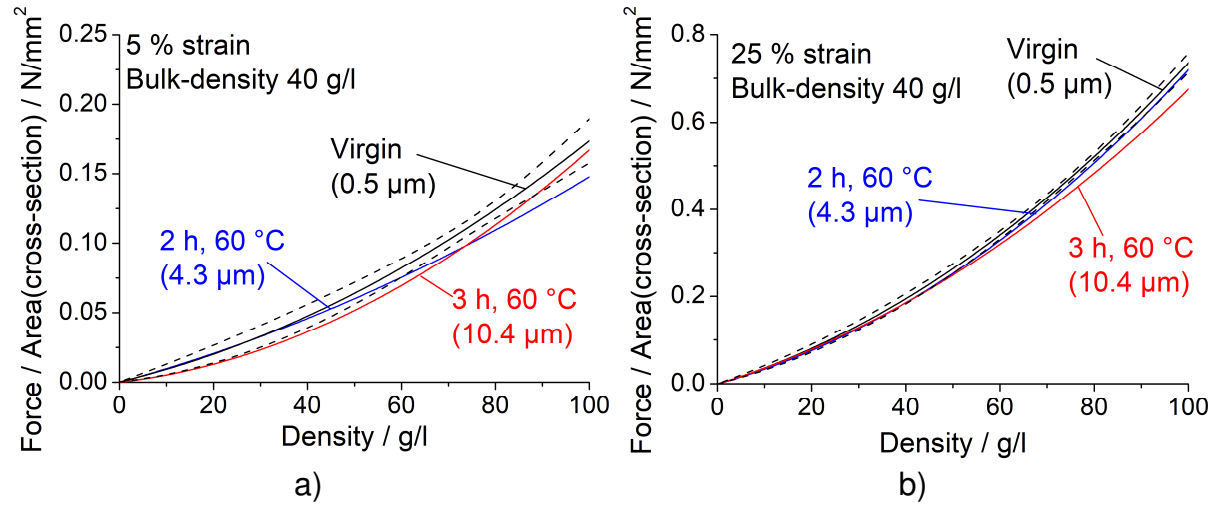 Force / Area(cross-section) / N/mm²
0.25
0.20
0.15
0.10
0.05
0.00
5 % strain
Bulk-density 40 g/l
Virgin
(0.5 µm)
2 h, 60 °C
(4.3 µm)
3 h, 60 °C
(10.4 µm)
0 20 40 60 80 100
Density / g/l
a)
Force / Area(cross-section) / N/mm²
0.8
0.6
0.4
0.2
0.0
25 % strain
Bulk-density 40 g/l
Virgin
(0.5 µm)
2 h, 60 °C
(4.3 µm)
3 h, 60 °C
(10.4 µm)
0 20 40 60 80 100
Density / g/l
b)